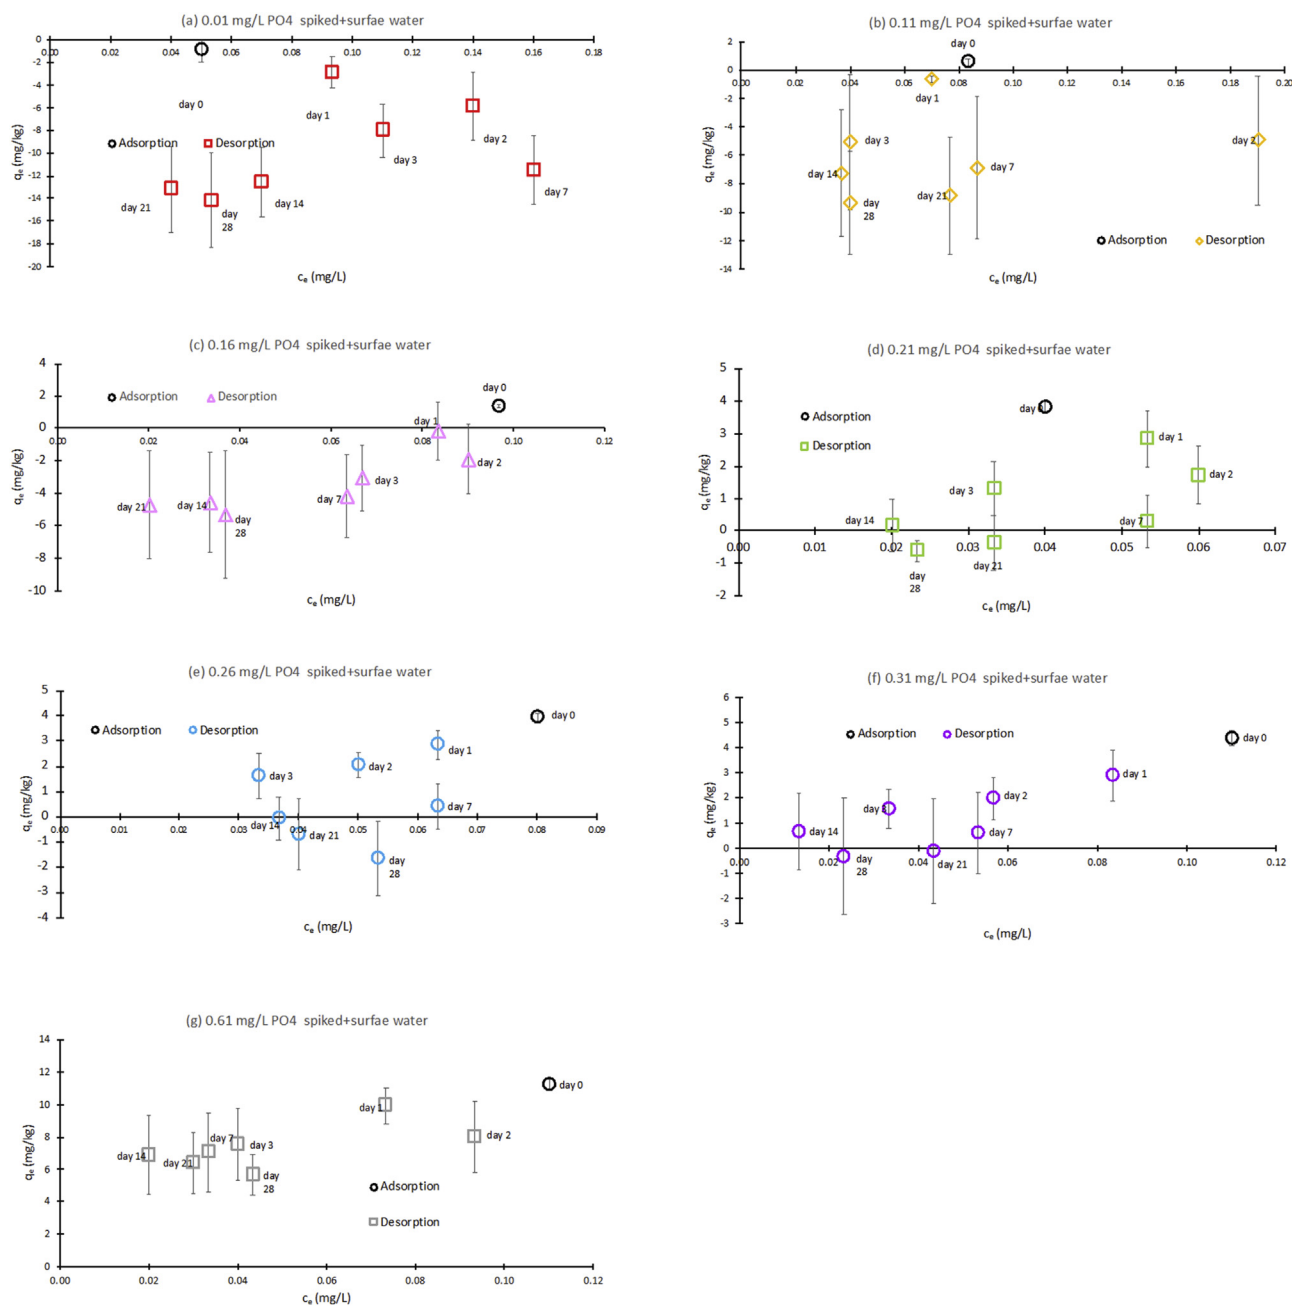 (a) 0.01 mg/L PO4 spiked+surfae water
0
0.00 0.02 0.04 0.06 0.08 0.10 0.12 0.14 0.16 0.18
-2
-4
-6
-8
-10
-12
-14
-16
-18
-20
qe (mg/kg)
day 0
day 1
day 2
day 3
Adsorption
Desorption
day 7
day 14
day 21
day
28
ce (mg/L)
(b) 0.11 mg/L PO4 spiked+surfae water
2
0
-2
-4
-6
-8
-10
-12
-14
0.00 0.02 0.04 0.06 0.08 0.10 0.12 0.14 0.16 0.18 0.20
qe (mg/kg)
day 0
day 1
day 3
day 2
day 14
day 7
day 21
day
28
Adsorption
Desorption
ce (mg/L)
(c) 0.16 mg/L PO4 spiked+surfae water
4
2
0
-2
-4
-6
-8
-10
0.00 0.02 0.04 0.06 0.08 0.10 0.12
qe (mg/kg)
Adsorption
Desorption
day 0
day 1
day 2
day 3
day 7
day 14
day 21
day
28
ce (mg/L)
(d) 0.21 mg/L PO4 spiked+surfae water
5
4
3
2
1
0
-1
-2
0.00 0.01 0.02 0.03 0.04 0.05 0.06 0.07
qe (mg/kg)
Adsorption
Desorption
day 0
day 1
day 2
day 3
day 14
day 7
day 21
day
28
ce (mg/L)
(e) 0.26 mg/L PO4 spiked+surfae water
5
4
3
2
1
0
-1
-2
-3
-4
0.00 0.01 0.02 0.03 0.04 0.05 0.06 0.07 0.08 0.09
qe (mg/kg)
Adsorption
Desorption
day 0
day 1
day 2
day 3
day 7
day 14
day 21
day
28
ce (mg/L)
(f) 0.31 mg/L PO4 spiked+surfae water
6
5
4
3
2
1
0
-1
-2
-3
0.00 0.02 0.04 0.06 0.08 0.10 0.12
qe (mg/kg)
Adsorption
Desorption
day 0
day 1
day 2
day 3
day 14
day 7
day
28
day 21
ce (mg/L)
(g) 0.61 mg/L PO4 spiked+surfae water
14
12
10
8
6
4
2
0
0.00 0.02 0.04 0.06 0.08 0.10 0.12
qe (mg/kg)
day 0
day 1
day 2
day 7
day 3
day 14
day 21
day
28
Adsorption
Desorption
ce (mg/L)